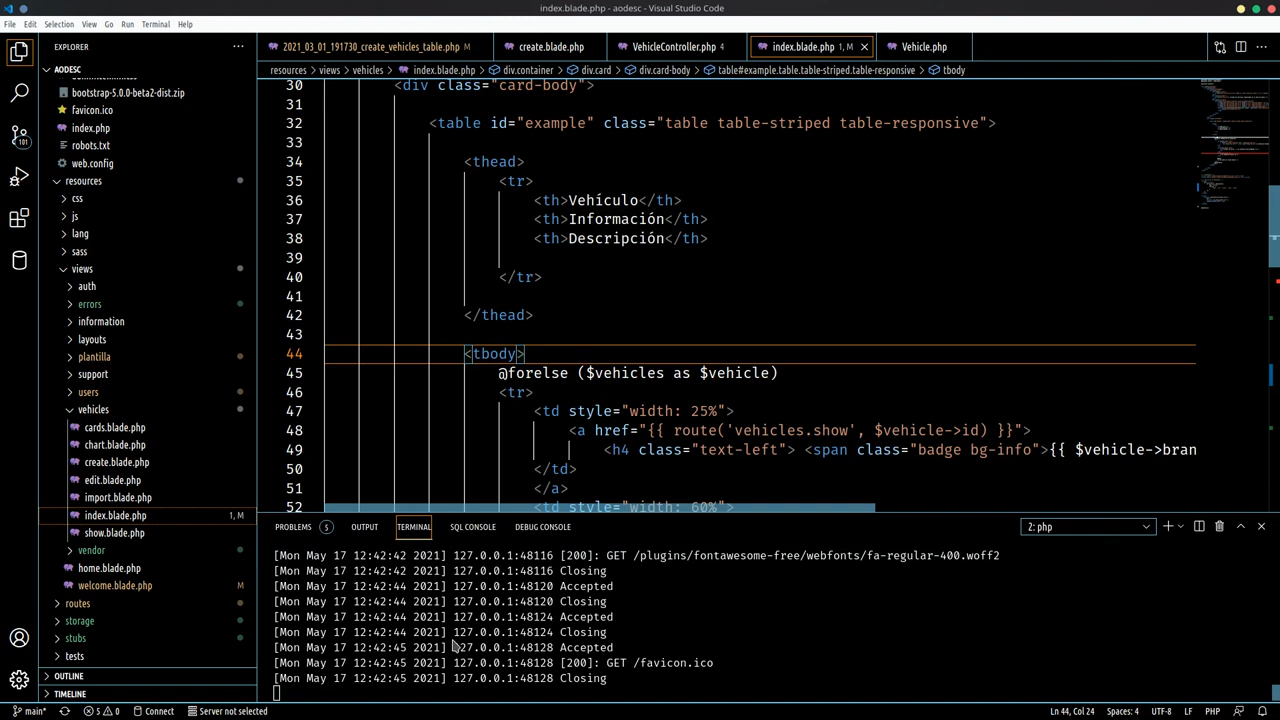 index.blade.php - aodesc - Visual Studio Code
File Edit Selection View Go Run Terminal Help
EXPLORER
2021_03_01_191730_create_vehicles_table.php M
create.blade.php
VehicleController.php 4
index.blade.php 1, M
Vehicle.php
resources > views > vehicles > index.blade.php > div.container > div.card > div.card-body > table#example.table.table-striped.table-responsive > tbody
AODESC
bootstrap-5.0.0-beta2-dist.zip
favicon.ico
index.php
robots.txt
web.config
resources
css
js
lang
sass
views
auth
errors
information
layouts
plantilla
support
users
vehicles
cards.blade.php
chart.blade.php
create.blade.php
edit.blade.php
import.blade.php
index.blade.php 1, M
show.blade.php
vendor
home.blade.php
welcome.blade.php M
routes
storage
stubs
tests
OUTLINE
TIMELINE
101
30 <div class="card-body">
31
32 <table id="example" class="table table-striped table-responsive">
33
34 <thead>
35 <tr>
36 <th>Vehículo</th>
37 <th>Información</th>
38 <th>Descripción</th>
39
40 </tr>
41
42 </thead>
43
44 <tbody>
45 @forelse ($vehicles as $vehicle)
46 <tr>
47 <td style="width: 25%">
48 <a href="{{ route('vehicles.show', $vehicle->id) }}">
49 <h4 class="text-left"> <span class="badge bg-info">{{ $vehicle->bran
50 </td>
51 </a>
52 <td style="width: 60%">
PROBLEMS 5 OUTPUT TERMINAL SQL CONSOLE DEBUG CONSOLE 2: php
[Mon May 17 12:42:42 2021] 127.0.0.1:48116 [200]: GET /plugins/fontawesome-free/webfonts/fa-regular-400.woff2
[Mon May 17 12:42:42 2021] 127.0.0.1:48116 Closing
[Mon May 17 12:42:44 2021] 127.0.0.1:48120 Accepted
[Mon May 17 12:42:44 2021] 127.0.0.1:48120 Closing
[Mon May 17 12:42:44 2021] 127.0.0.1:48124 Accepted
[Mon May 17 12:42:44 2021] 127.0.0.1:48124 Closing
[Mon May 17 12:42:45 2021] 127.0.0.1:48128 Accepted
[Mon May 17 12:42:45 2021] 127.0.0.1:48128 [200]: GET /favicon.ico
[Mon May 17 12:42:45 2021] 127.0.0.1:48128 Closing
main* 5 0 Connect Server not selected Ln 44, Col 24 Spaces: 4 UTF-8 LF PHP